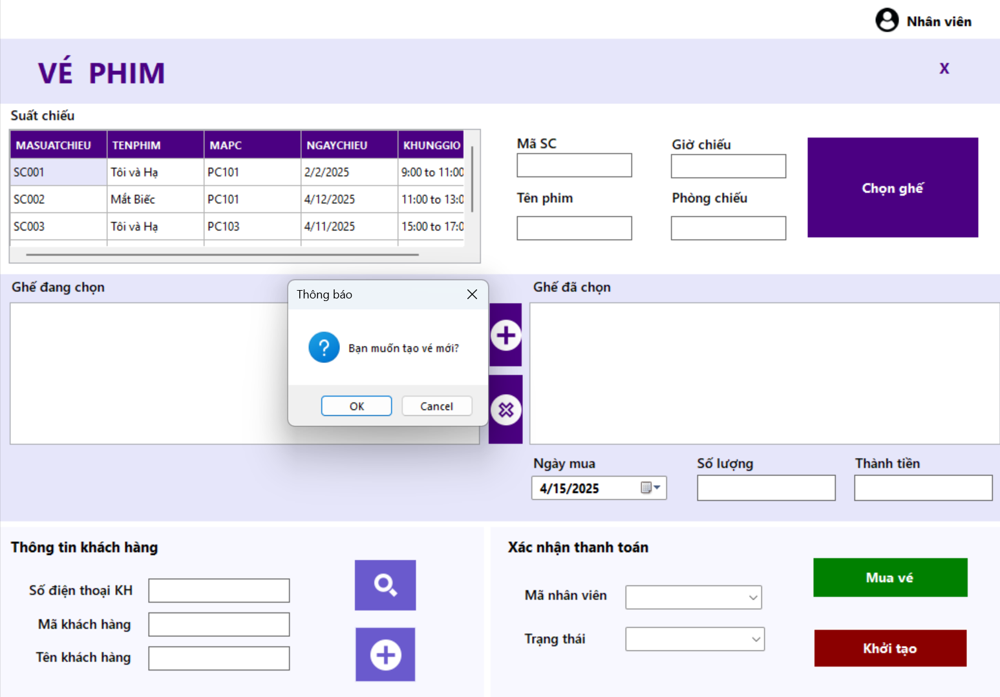 Nhân viên
VÉ PHIM
X
Suất chiếu
MASUATCHIEU TENPHIM MAPC NGAYCHIEU KHUNGGIO
SC001 Tôi và Hạ PC101 2/2/2025 9:00 to 11:00
SC002 Mắt Biếc PC101 4/12/2025 11:00 to 13:0
SC003 Tôi và Hạ PC103 4/11/2025 15:00 to 17:0
Mã SC
Giờ chiếu
Tên phim
Phòng chiếu
Chọn ghế
Ghế đang chọn
Ghế đã chọn
Thông báo
Bạn muốn tạo vé mới?
OK
Cancel
Ngày mua
Số lượng
Thành tiền
4/15/2025
Thông tin khách hàng
Số điện thoại KH
Mã khách hàng
Tên khách hàng
Xác nhận thanh toán
Mã nhân viên
Trạng thái
Mua vé
Khởi tạo